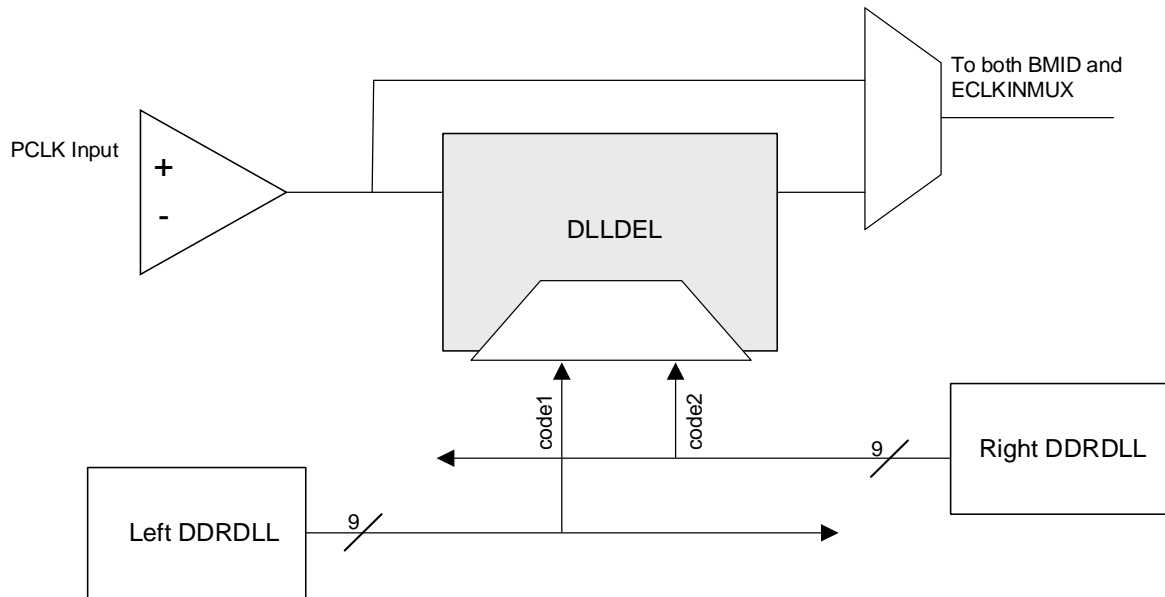 To both BMID and
ECLKINMUX
PCLK Input
+
-
DLLDEL
code1
code2
9
Right DDRDLL
9
Left DDRDLL